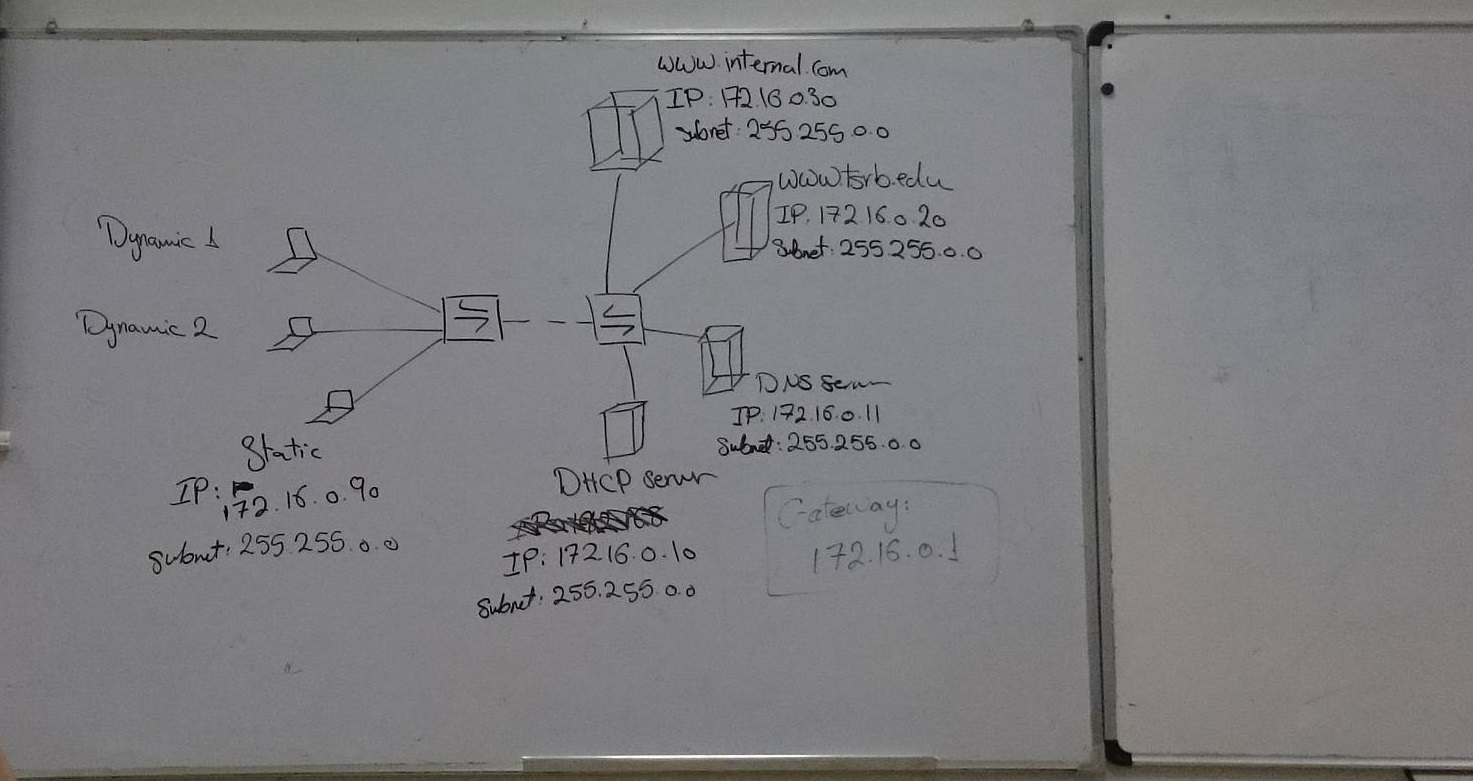 www.internal.com
IP: 172.16 0.30
Subnet: 255 255 0.0
www.tsrb.edu
IP: 172 16.0.20
Subnet: 255 255.0.0
Dynamic 1
Dynamic 2
DNS Server
IP: 172.16.0.11
Subnet: 255.255.0.0
Static
IP: 172.16.0.90
Subnet: 255.255.0.0
DHCP Server
IP: 172 16.0.10
Subnet: 255.255.0.0
Gateway:
172.16.0.1